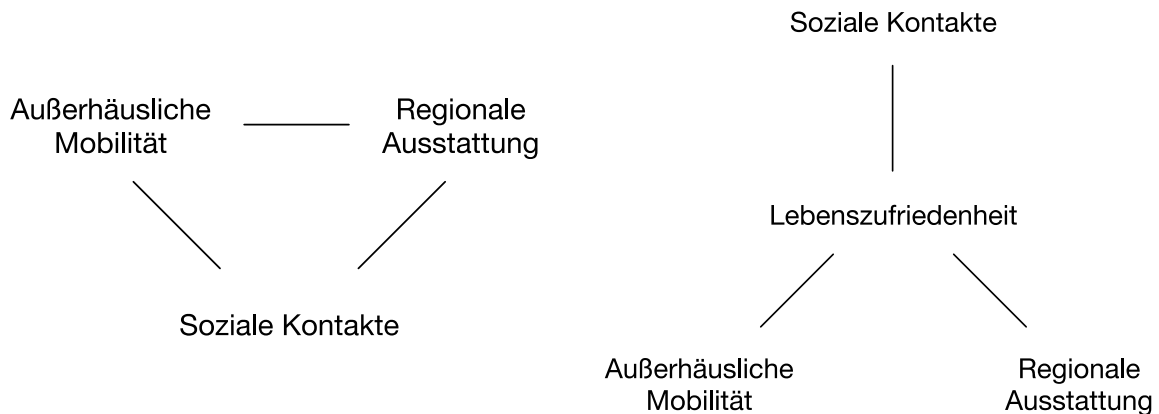 Außerhäusliche
Mobilität
Regionale
Ausstattung
Soziale Kontakte
Soziale Kontakte
Lebenszufriedenheit
Außerhäusliche
Mobilität
Regionale
Ausstattung